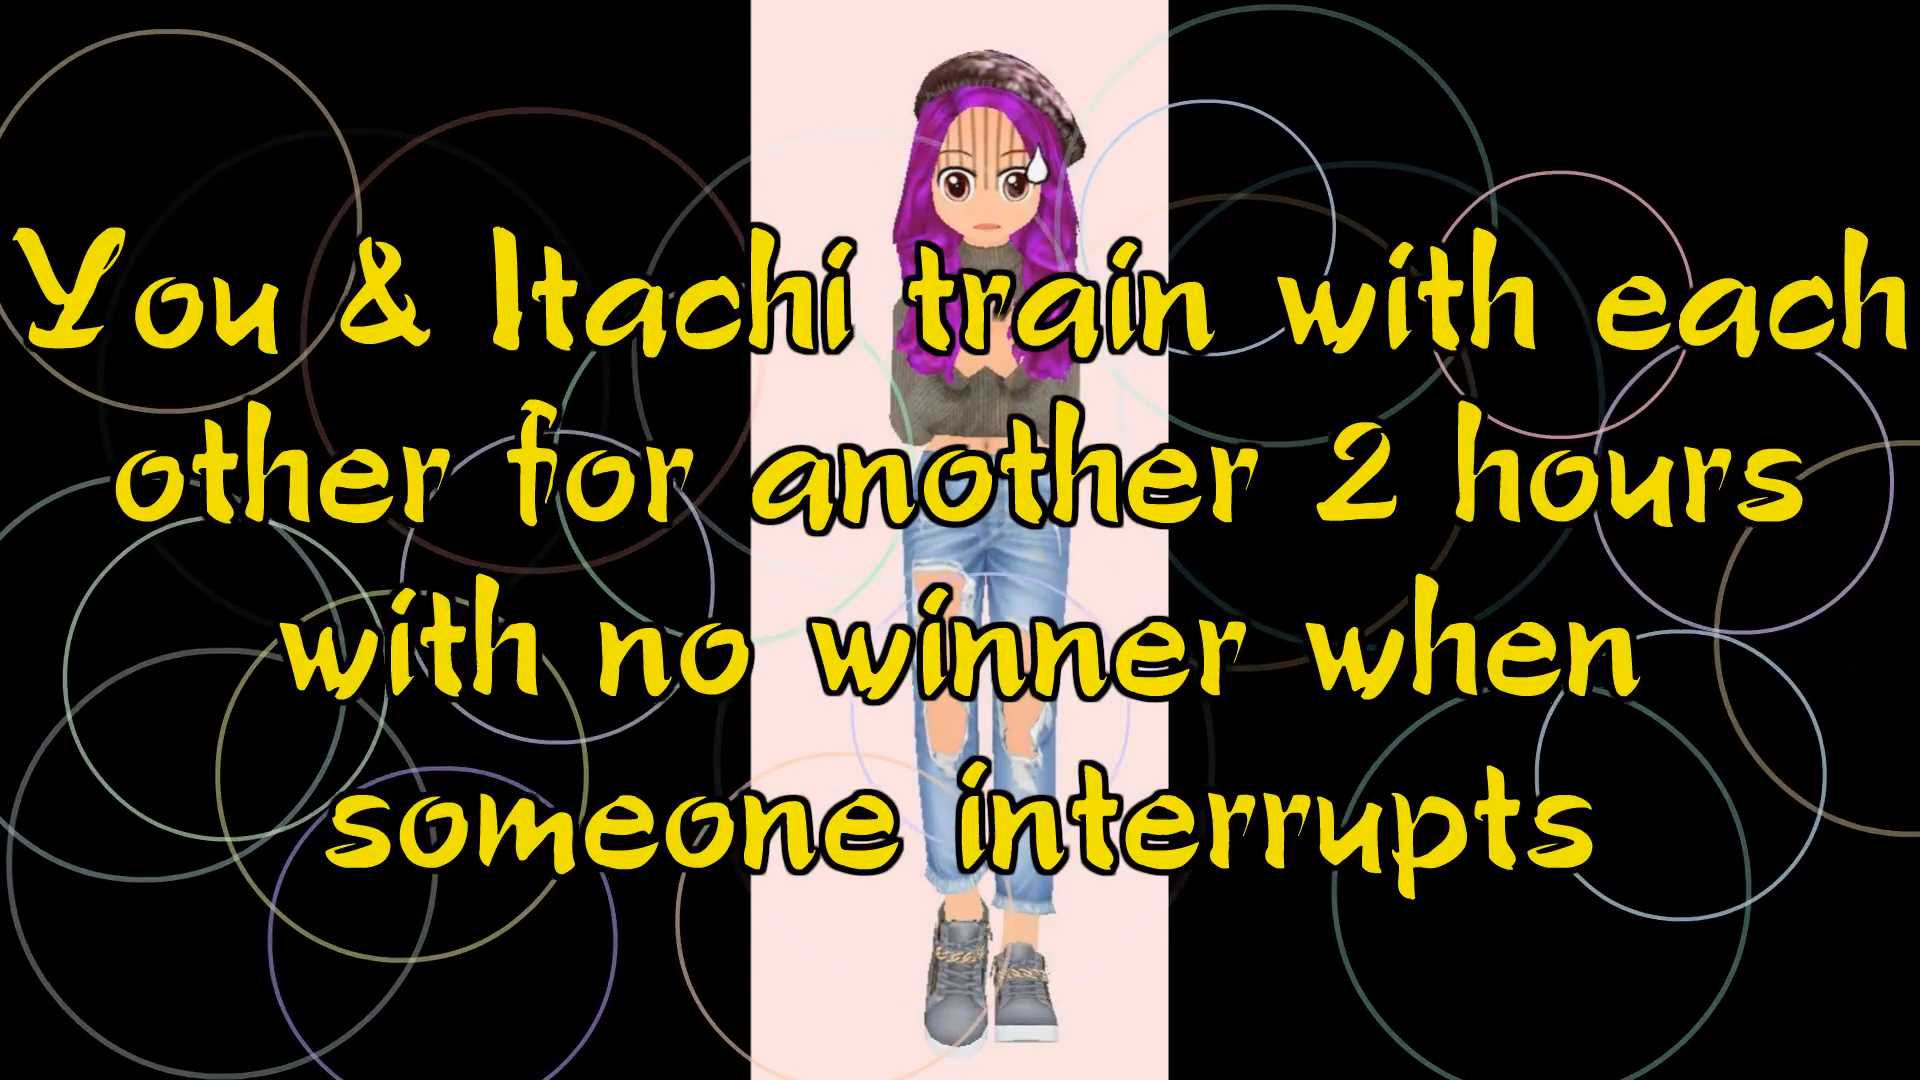 You & Itachi train with each
other for another 2 hours
with no winner when
someone interrupts